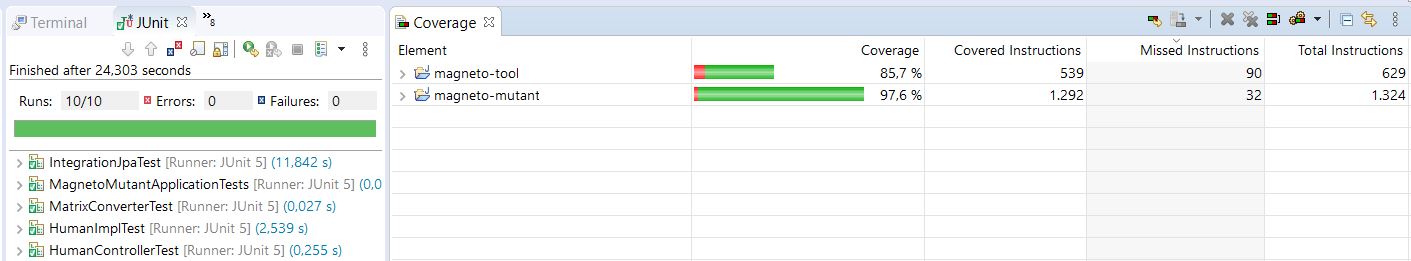 Terminal JUnit 8
Finished after 24,303 seconds
Runs: 10/10 Errors: 0 Failures: 0
IntegrationJpaTest [Runner: JUnit 5] (11,842 s)
MagnetoMutantApplicationTests [Runner: JUnit 5] (0,0
MatrixConverterTest [Runner: JUnit 5] (0,027 s)
HumanImplTest [Runner: JUnit 5] (2,539 s)
HumanControllerTest [Runner: JUnit 5] (0,255 s)
Coverage
Element Coverage Covered Instructions Missed Instructions Total Instructions
magneto-tool 85,7 % 539 90 629
magneto-mutant 97,6 % 1.292 32 1.324